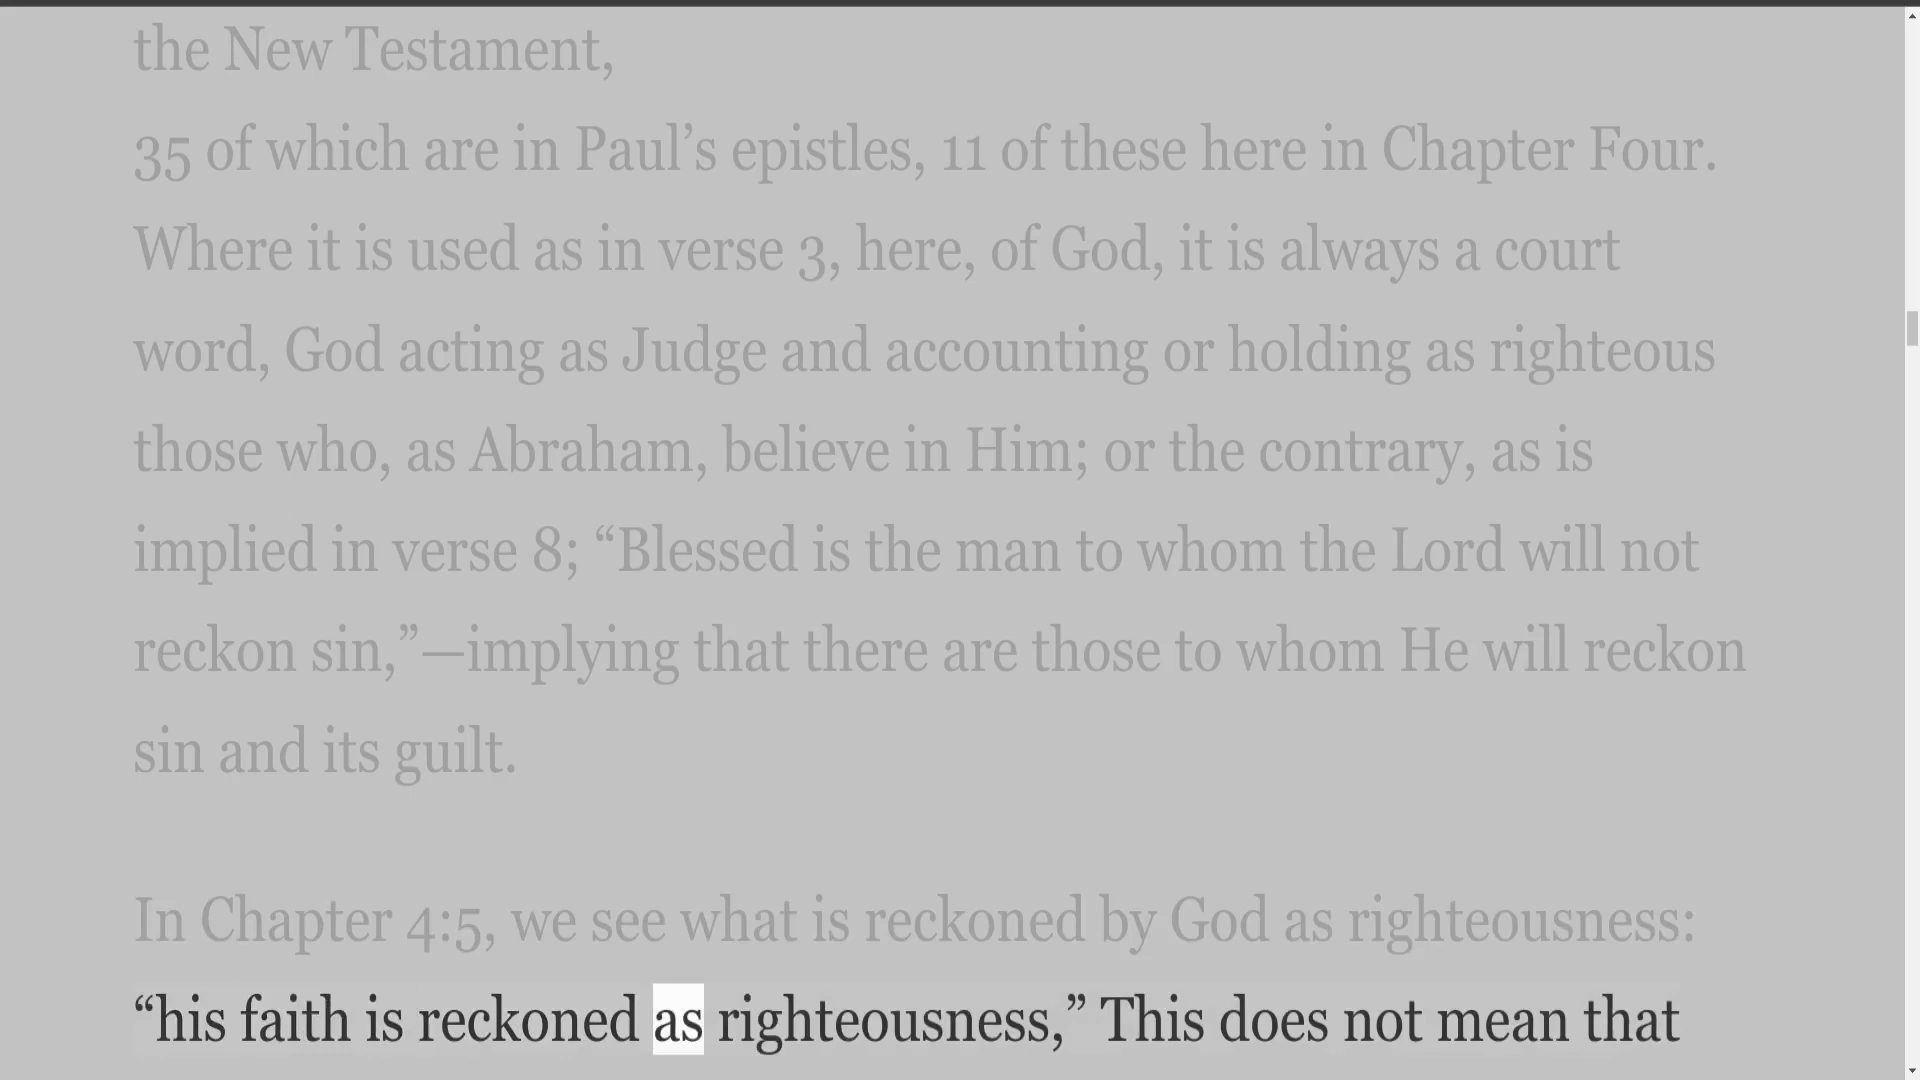 the New Testament,
35 of which are in Paul’s epistles, 11 of these here in Chapter Four.
Where it is used as in verse 3, here, of God, it is always a court
word, God acting as Judge and accounting or holding as righteous
those who, as Abraham, believe in Him; or the contrary, as is
implied in verse 8; “Blessed is the man to whom the Lord will not
reckon sin,”—implying that there are those to whom He will reckon
sin and its guilt.
In Chapter 4:5, we see what is reckoned by God as righteousness:
“his faith is reckoned as righteousness,” This does not mean that